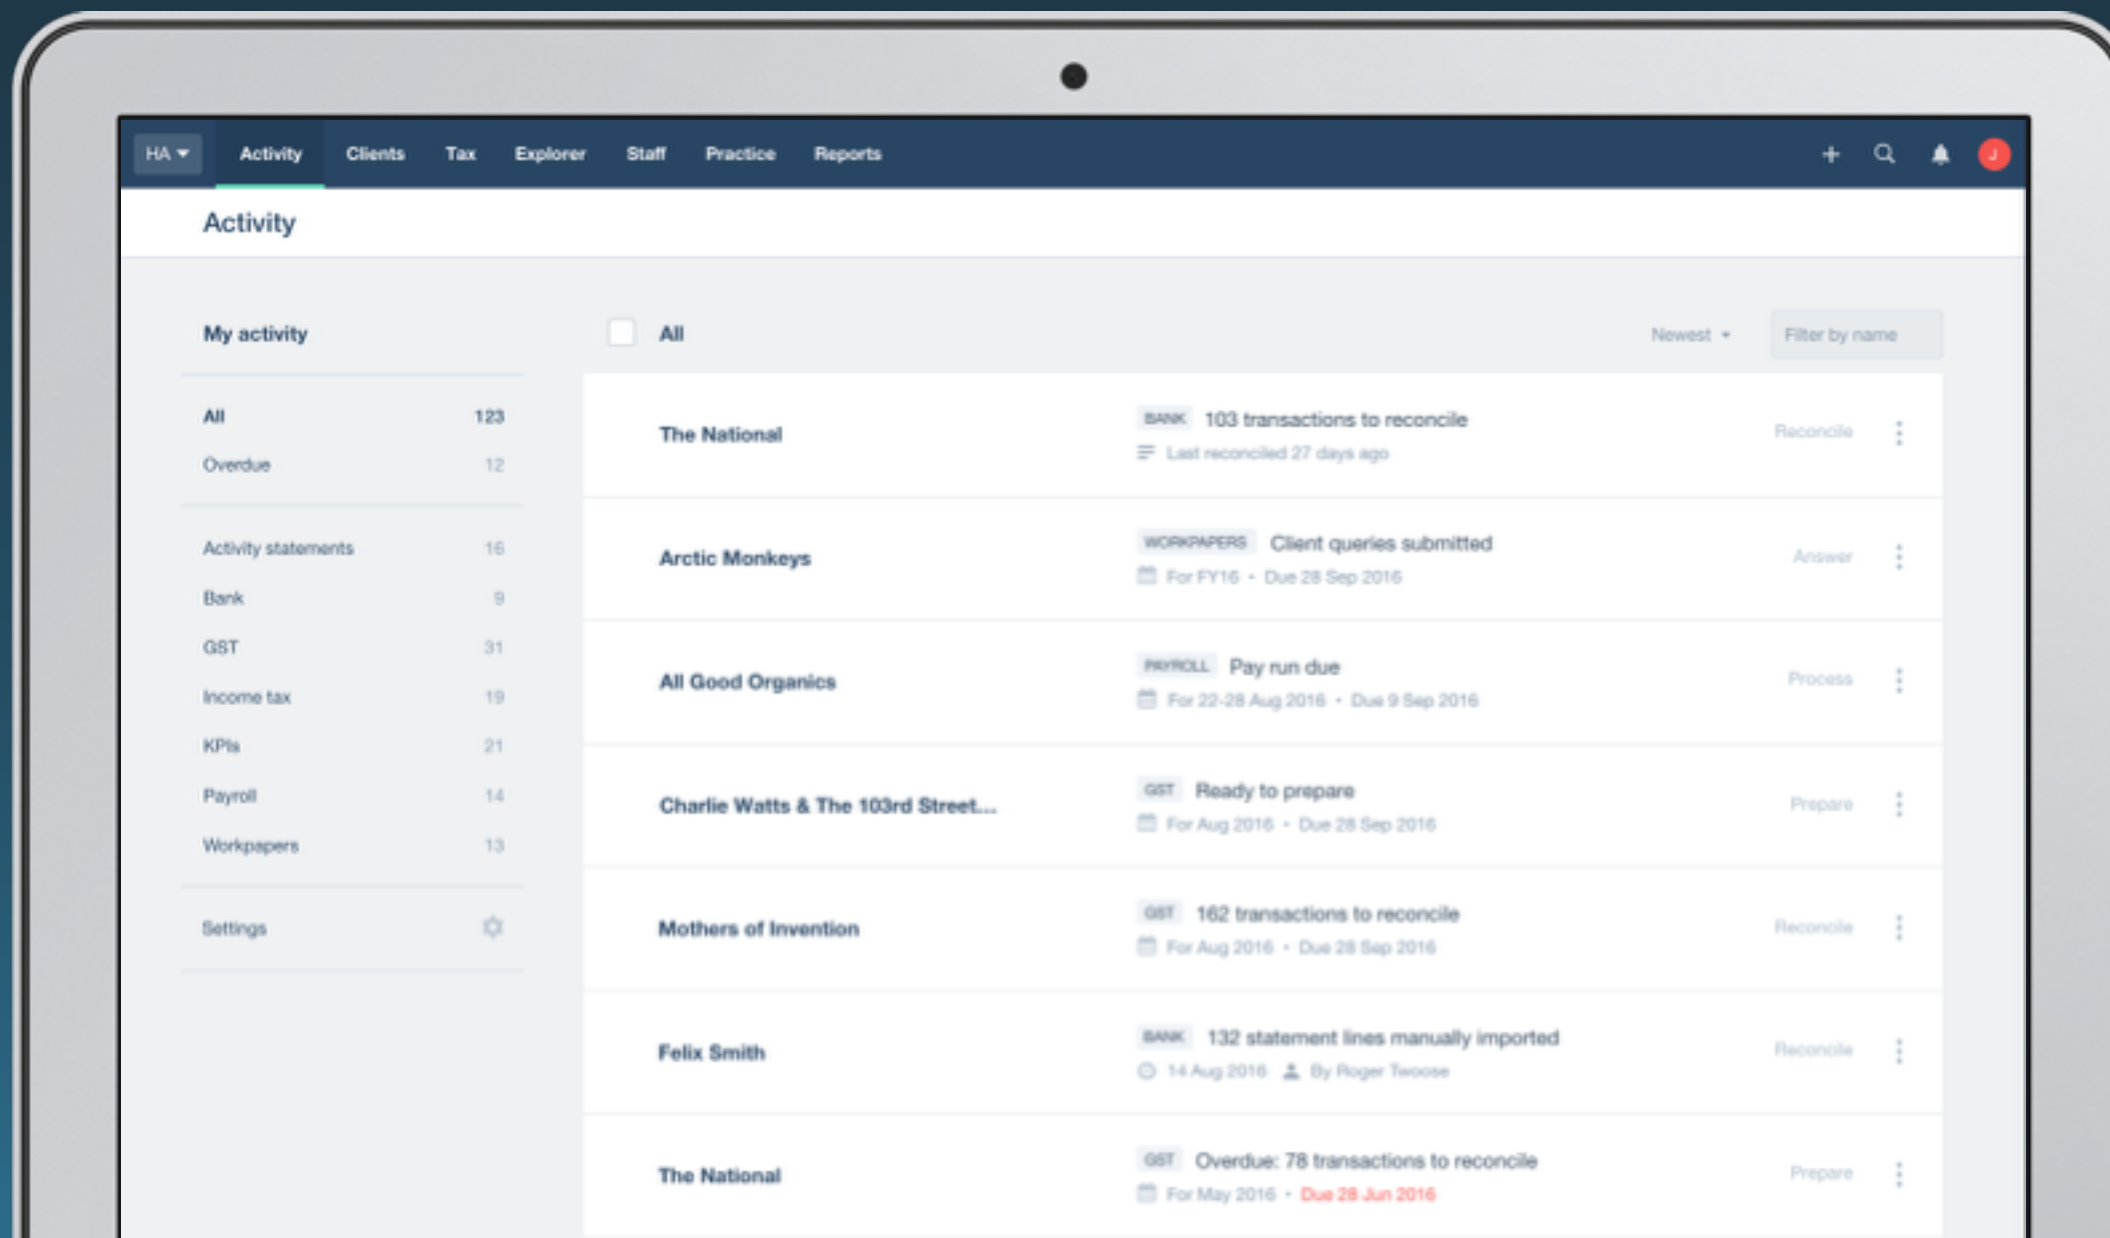 HA Activity Clients Tax Explorer Staff Practice Reports J
Activity
My activity
All 123
Overdue 12
Activity statements 16
Bank 9
GST 31
Income tax 19
KPIs 21
Payroll 14
Workpapers 13
Settings
All Newest Filter by name
The National
BANK 103 transactions to reconcile
Last reconciled 27 days ago
Reconcile
Arctic Monkeys
WORKPAPERS Client queries submitted
For FY16 • Due 28 Sep 2016
Answer
All Good Organics
PAYROLL Pay run due
For 22-28 Aug 2016 • Due 9 Sep 2016
Process
Charlie Watts & The 103rd Street...
GST Ready to prepare
For Aug 2016 • Due 28 Sep 2016
Prepare
Mothers of Invention
GST 162 transactions to reconcile
For Aug 2016 • Due 28 Sep 2016
Reconcile
Felix Smith
BANK 132 statement lines manually imported
14 Aug 2016 By Roger Twoose
Reconcile
The National
GST Overdue: 78 transactions to reconcile
For May 2016 • Due 28 Jun 2016
Prepare